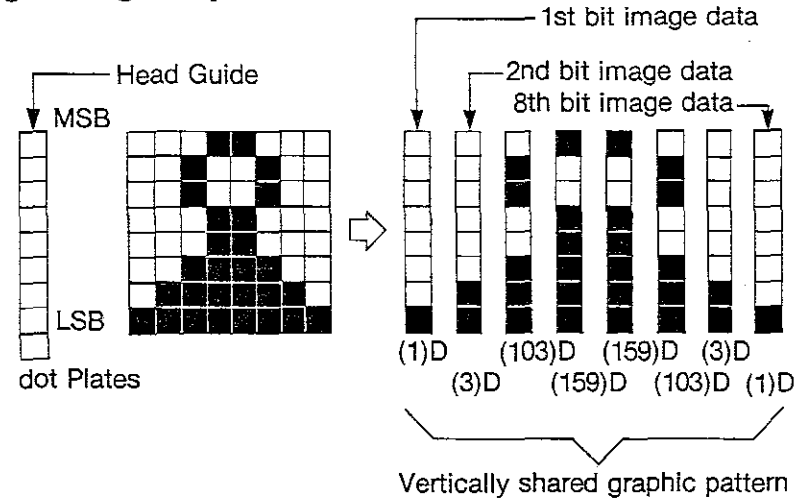 1st bit image data
Head Guide
2nd bit image data
MSB
8th bit image data
LSB
(1)D (103)D (159)D (3)D
dot Plates
(3)D (159)D (103)D (1)D
Vertically shared graphic pattern